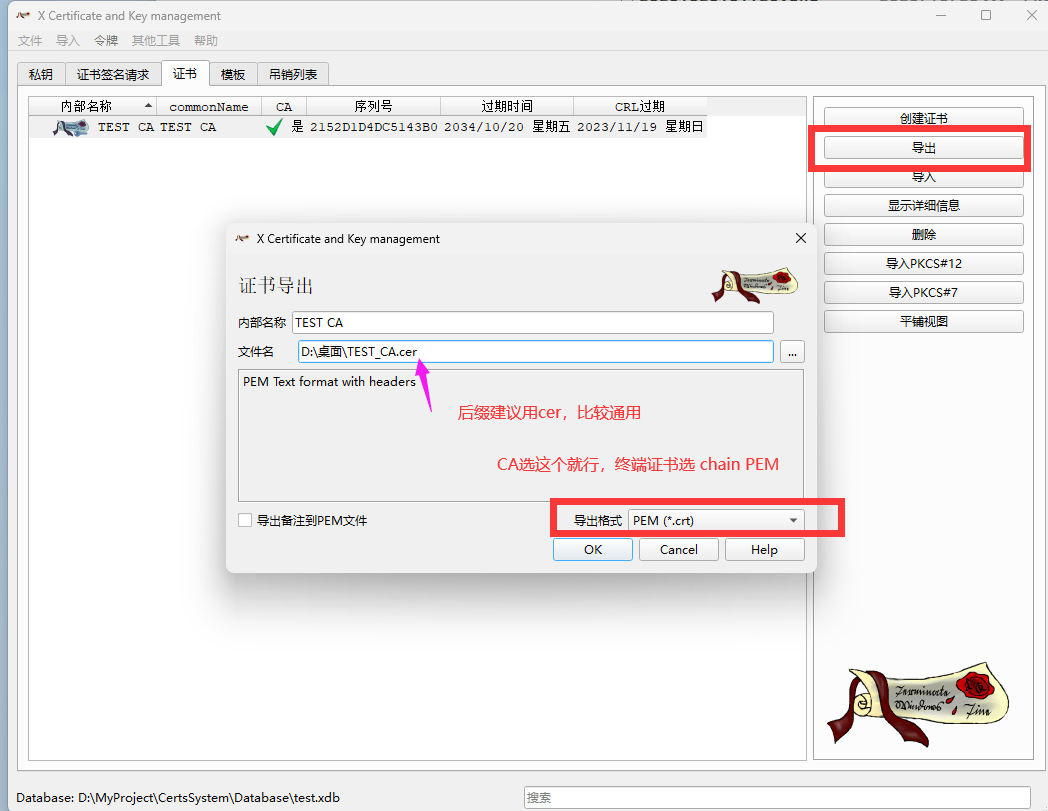 X Certificate and Key management
文件 导入 令牌 其他工具 帮助
私钥 证书签名请求 证书 模板 吊销列表
内部名称 commonName CA 序列号 过期时间 CRL过期
TEST CA TEST CA 是 2152D1D4DC5143B0 2034/10/20 星期五 2023/11/19 星期日
创建证书
导出
导入
显示详细信息
删除
导入PKCS#12
导入PKCS#7
平铺视图
X Certificate and Key management
证书导出
内部名称 TEST CA
文件名 D:\桌面\TEST_CA.cer ...
PEM Text format with headers
后缀建议用cer，比较通用
CA选这个就行，终端证书选 chain PEM
导出备注到PEM文件
导出格式 PEM (*.crt)
OK Cancel Help
Terminate
Windows
Database: D:\MyProject\CertsSystem\Database\test.xdb
搜索